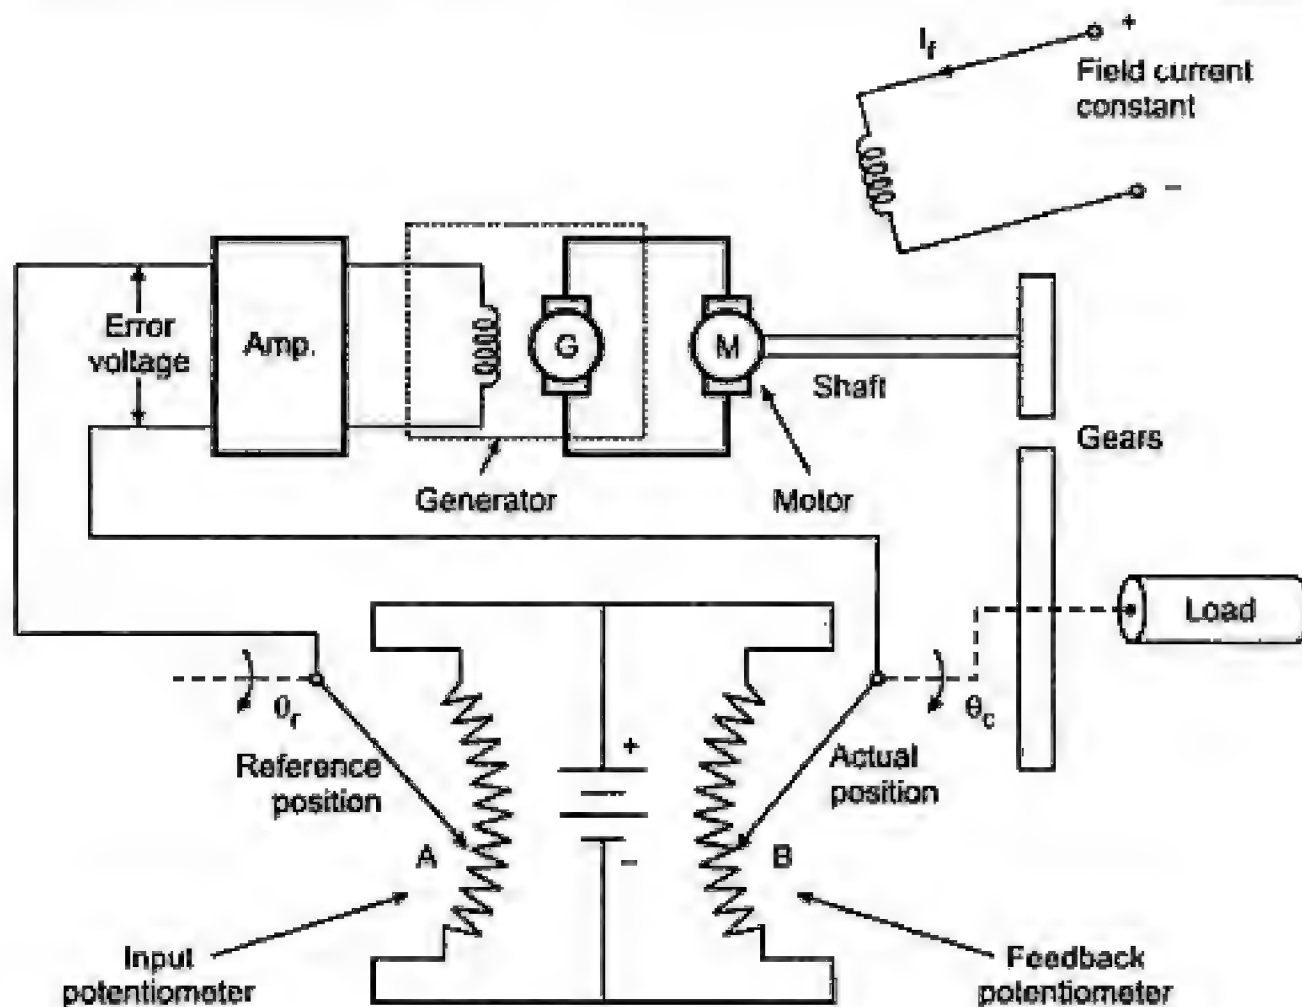 I_f
+
Field current
constant
–
Error
voltage
Amp.
G
M
Shaft
Gears
Generator
Motor
Load
θ_r
θ_c
Reference
position
+
Actual
position
A
–
B
Input
potentiometer
Feedback
potentiometer